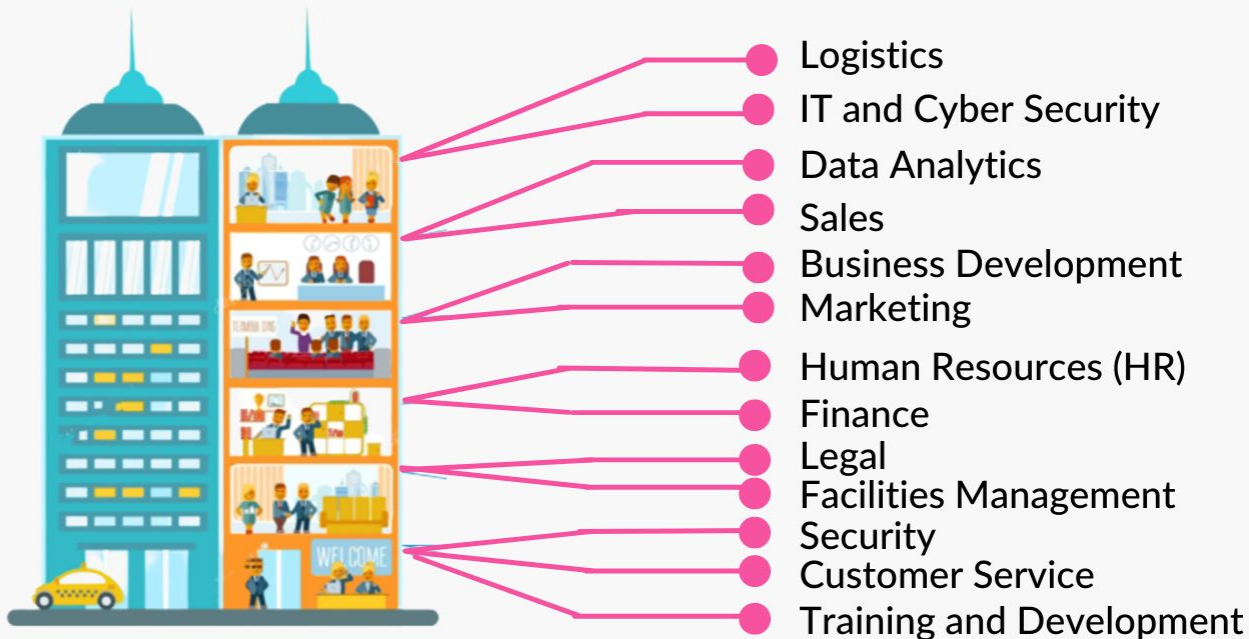 Logistics
IT and Cyber Security
Data Analytics
Sales
Business Development
Marketing
Human Resources (HR)
Finance
Legal
Facilities Management
Security
Customer Service
Training and Development
WELCOME